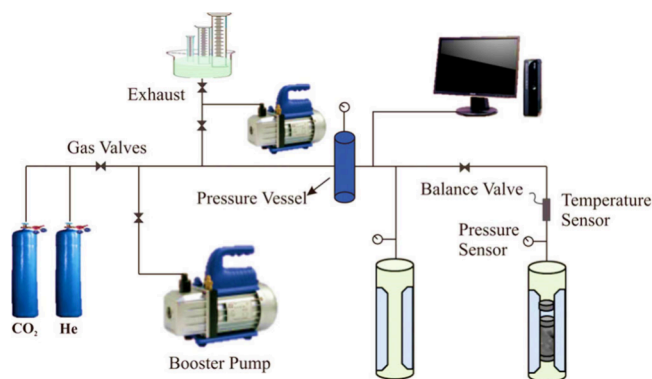 Exhaust
Gas Valves
Pressure Vessel
Balance Valve
Temperature
Sensor
Pressure
Sensor
CO₂
He
Booster Pump